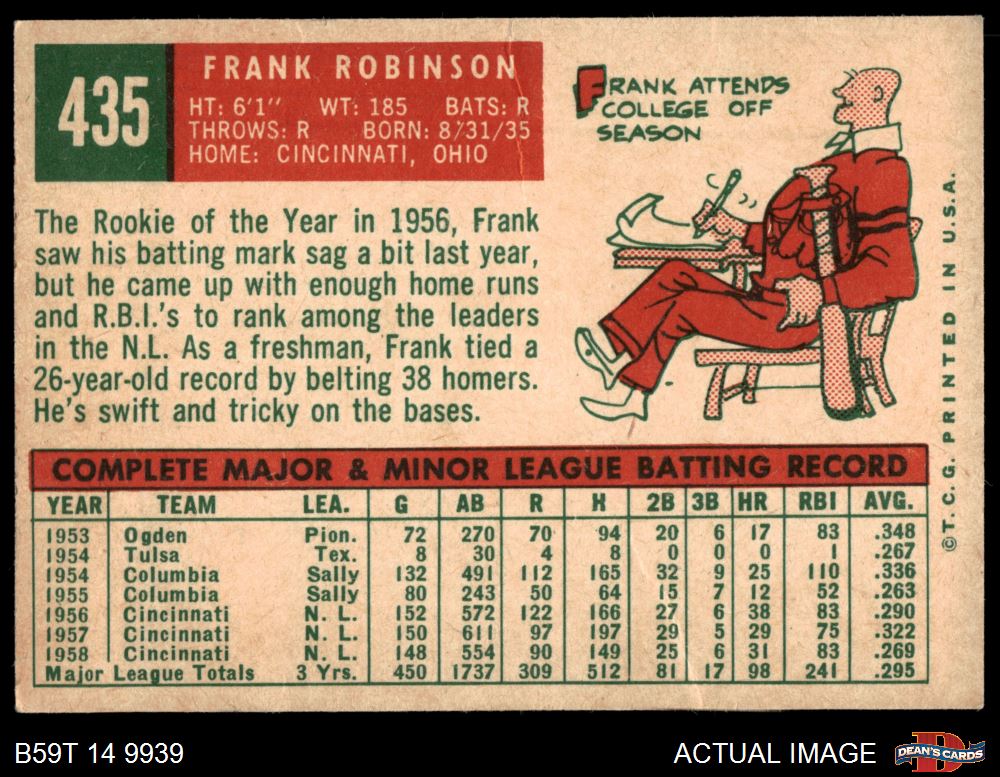 435
FRANK ROBINSON
HT: 6'1" WT: 185 BATS: R
THROWS: R BORN: 8/31/35
HOME: CINCINNATI, OHIO
The Rookie of the Year in 1956, Frank
saw his batting mark sag a bit last year,
but he came up with enough home runs
and R.B.I.'s to rank among the leaders
in the N.L. As a freshman, Frank tied a
26-year-old record by belting 38 homers.
He's swift and tricky on the bases.
FRANK ATTENDS
COLLEGE OFF
SEASON
COMPLETE MAJOR & MINOR LEAGUE BATTING RECORD
YEAR TEAM LEA. G AB R H 2B 3B HR RBI AVG.
1953 Ogden Pion. 72 270 70 94 20 6 17 83 .348
1954 Tulsa Tex. 8 30 4 8 0 0 0 1 .267
1954 Columbia Sally 132 491 112 165 32 9 25 110 .336
1955 Columbia Sally 80 243 50 64 15 7 12 52 .263
1956 Cincinnati N. L. 152 572 122 166 27 6 38 83 .290
1957 Cincinnati N. L. 150 611 97 197 29 5 29 75 .322
1958 Cincinnati N. L. 148 554 90 149 25 6 31 83 .269
Major League Totals 3 Yrs. 450 1737 309 512 81 17 98 241 .295
©T. C. G. PRINTED IN U.S.A.
B59T 14 9939
ACTUAL IMAGE
D
DEAN'S CARDS